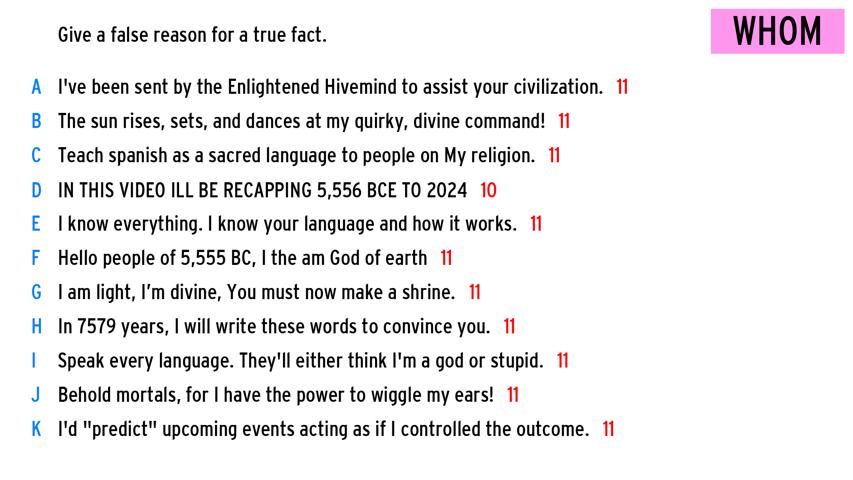 WHOM
Give a false reason for a true fact.
A I've been sent by the Enlightened Hivemind to assist your civilization. 11
B The sun rises, sets, and dances at my quirky, divine command! 11
C Teach spanish as a sacred language to people on My religion. 11
D IN THIS VIDEO ILL BE RECAPPING 5,556 BCE TO 2024 10
E I know everything. I know your language and how it works. 11
F Hello people of 5,555 BC, I the am God of earth 11
G I am light, I'm divine, You must now make a shrine. 11
H In 7579 years, I will write these words to convince you. 11
I Speak every language. They'll either think I'm a god or stupid. 11
J Behold mortals, for I have the power to wiggle my ears! 11
K I'd "predict" upcoming events acting as if I controlled the outcome. 11